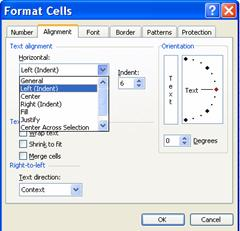 Format Cells
Number Alignment Font Border Patterns Protection
Text alignment
Orientation
Horizontal:
Left (Indent)
Indent:
6
General
Left (Indent)
Center
Right (Indent)
Fill
Justify
Center Across Selection
Text
Text
0 Degrees
Te
Wrap text
Shrink to fit
Merge cells
Right-to-left
Text direction:
Context
OK Cancel